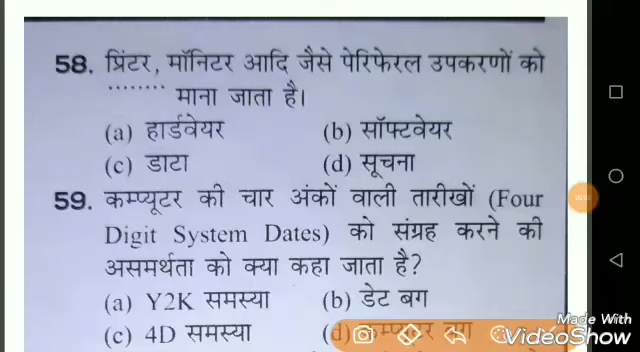 58. प्रिंटर, मॉनिटर आदि जैसे पेरिफेरल उपकरणों को
........ माना जाता है।
(a) हार्डवेयर (b) सॉफ्टवेयर
(c) डाटा (d) सूचना
59. कम्प्यूटर की चार अंकों वाली तारीखों (Four
Digit System Dates) को संग्रह करने की
असमर्थता को क्या कहा जाता है?
(a) Y2K समस्या (b) डेट बग
(c) 4D समस्या (d)
Made With
VideoShow